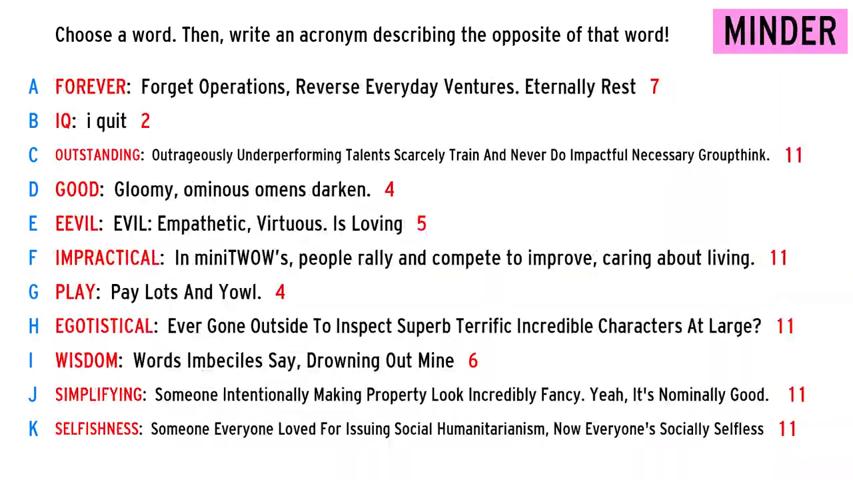 Choose a word. Then, write an acronym describing the opposite of that word!
MINDER
A FOREVER: Forget Operations, Reverse Everyday Ventures. Eternally Rest 7
B IQ: i quit 2
C OUTSTANDING: Outrageously Underperforming Talents Scarcely Train And Never Do Impactful Necessary Groupthink. 11
D GOOD: Gloomy, ominous omens darken. 4
E EEVIL: EVIL: Empathetic, Virtuous. Is Loving 5
F IMPRACTICAL: In miniTWOW's, people rally and compete to improve, caring about living. 11
G PLAY: Pay Lots And Yowl. 4
H EGOTISTICAL: Ever Gone Outside To Inspect Superb Terrific Incredible Characters At Large? 11
I WISDOM: Words Imbeciles Say, Drowning Out Mine 6
J SIMPLIFYING: Someone Intentionally Making Property Look Incredibly Fancy. Yeah, It's Nominally Good. 11
K SELFISHNESS: Someone Everyone Loved For Issuing Social Humanitarianism, Now Everyone's Socially Selfless 11